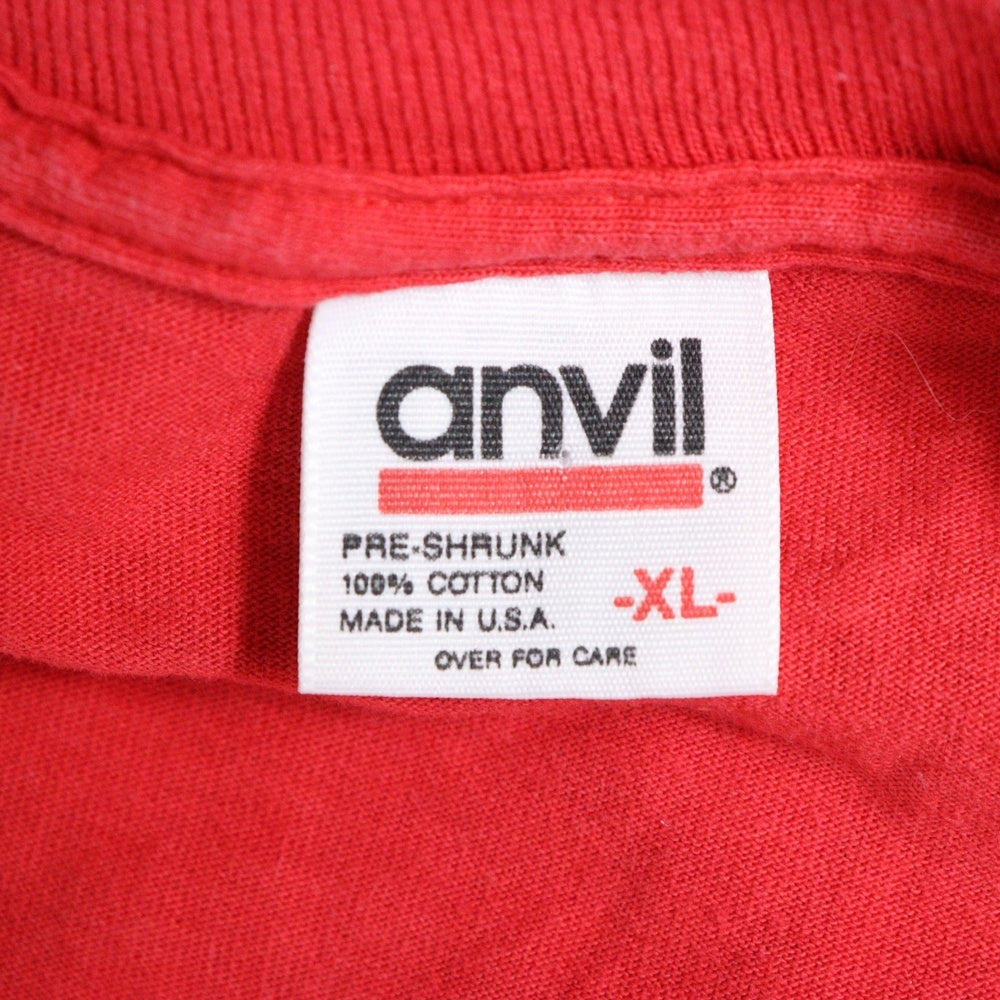 anvil®
PRE-SHRUNK
100% COTTON
MADE IN U.S.A.
-XL-
OVER FOR CARE